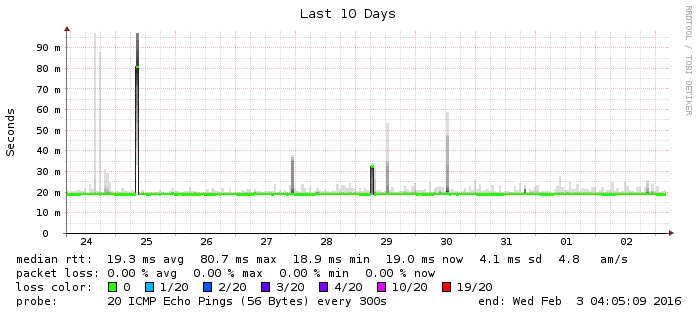 Last 10 Days
RRDTOOL / TOBI OETIKER
Seconds
90 m
80 m
70 m
60 m
50 m
40 m
30 m
20 m
10 m
0
24 25 26 27 28 29 30 31 01 02
median rtt: 19.3 ms avg 80.7 ms max 18.9 ms min 19.0 ms now 4.1 ms sd 4.8 am/s
packet loss: 0.00 % avg 0.00 % max 0.00 % min 0.00 % now
loss color: 0 1/20 2/20 3/20 4/20 10/20 19/20
probe: 20 ICMP Echo Pings (56 Bytes) every 300s end: Wed Feb 3 04:05:09 2016